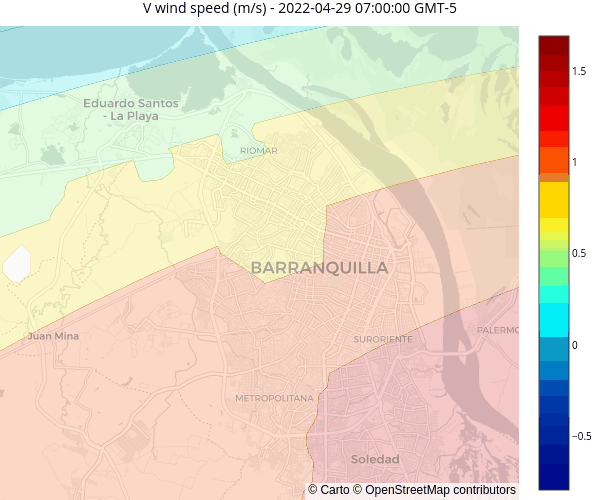 V wind speed (m/s) - 2022-04-29 07:00:00 GMT-5
Eduardo Santos
- La Playa
RIOMAR
BARRANQUILLA
Juan Mina
SURORIENTE
PALERMO
METROPOLITANA
Soledad
© Carto © OpenStreetMap contributors
1.5
1
0.5
0
−0.5